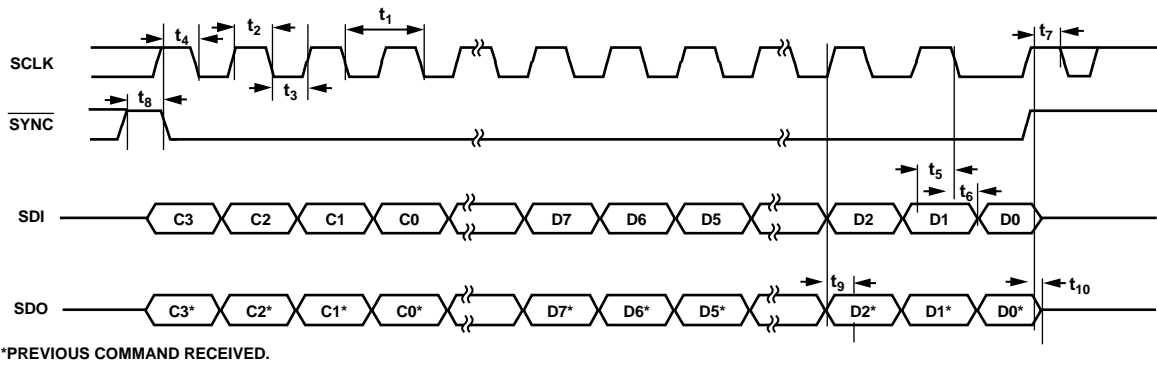 t4 t2 t1 t7
SCLK
t3
t8
SYNC
t5
t6
SDI C3 C2 C1 C0 D7 D6 D5 D2 D1 D0
t9 t10
SDO C3* C2* C1* C0* D7* D6* D5* D2* D1* D0*
*PREVIOUS COMMAND RECEIVED.